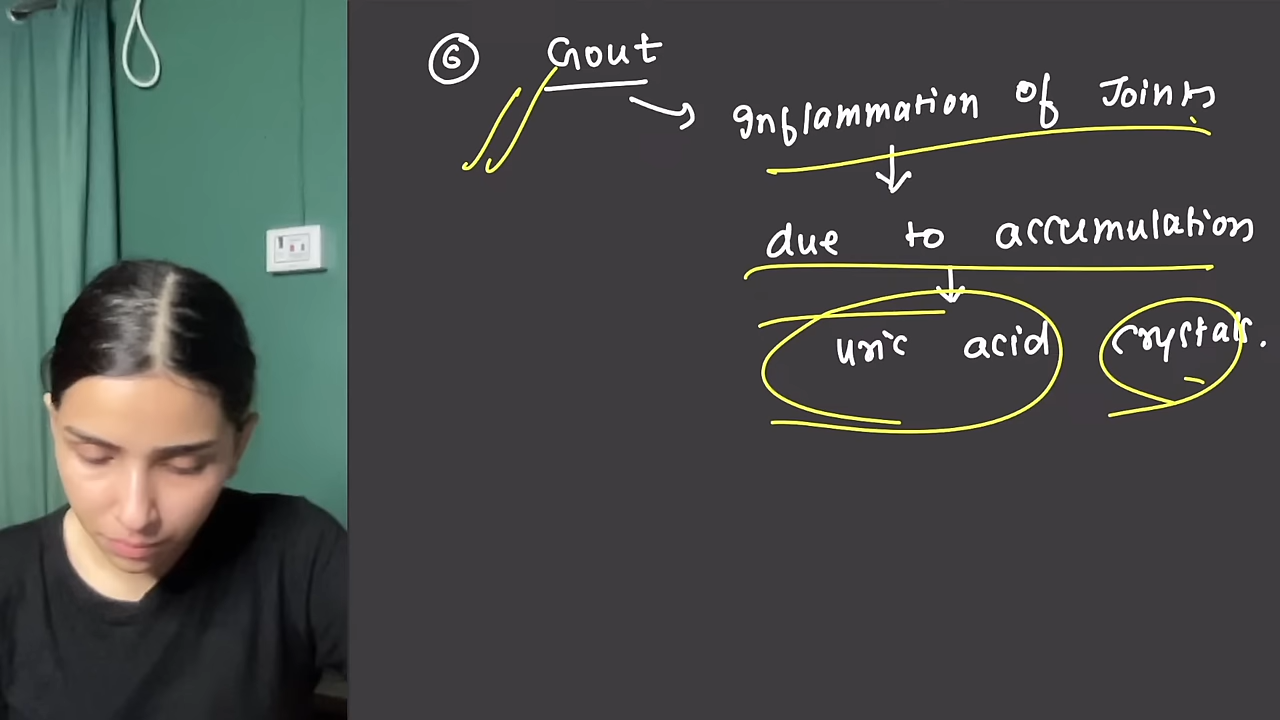 6 Gout
Inflammation of Joints
due to accumulation
uric acid crystals.